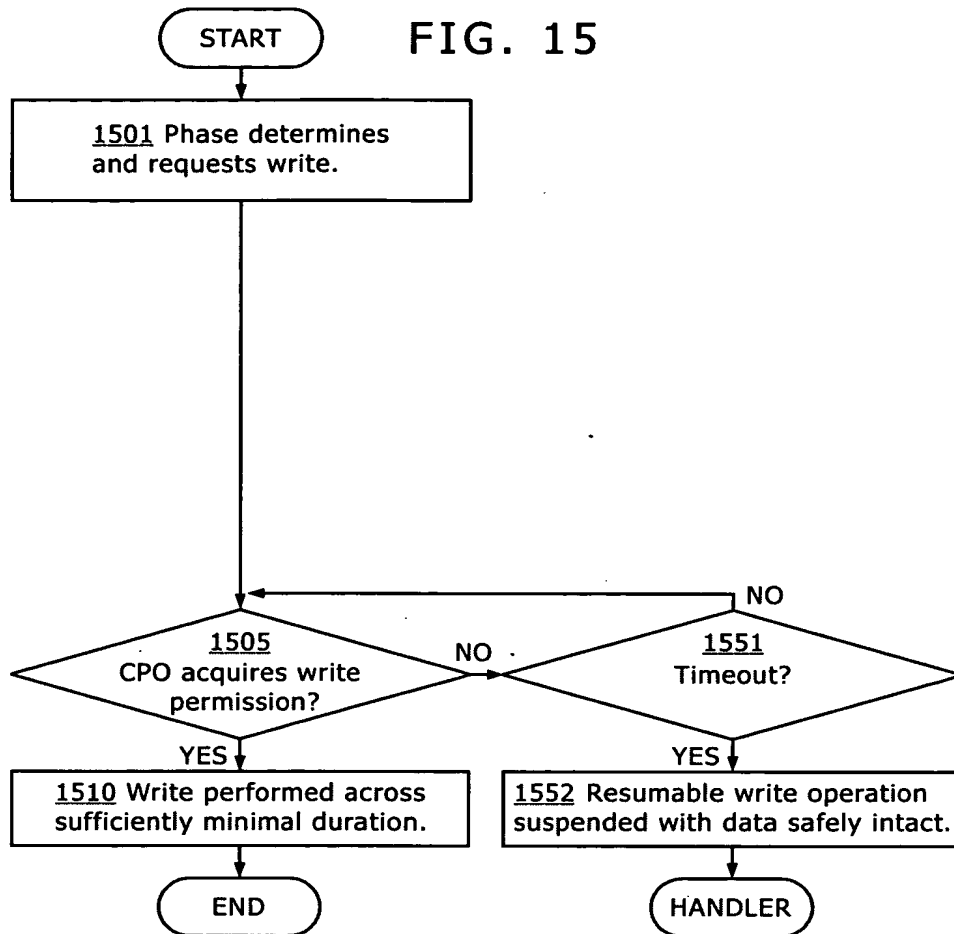 START
FIG. 15
1501 Phase determines
and requests write.
NO
1505
CPO acquires write
permission?
NO
1551
Timeout?
YES
YES
1510 Write performed across
sufficiently minimal duration.
1552 Resumable write operation
suspended with data safely intact.
END
HANDLER